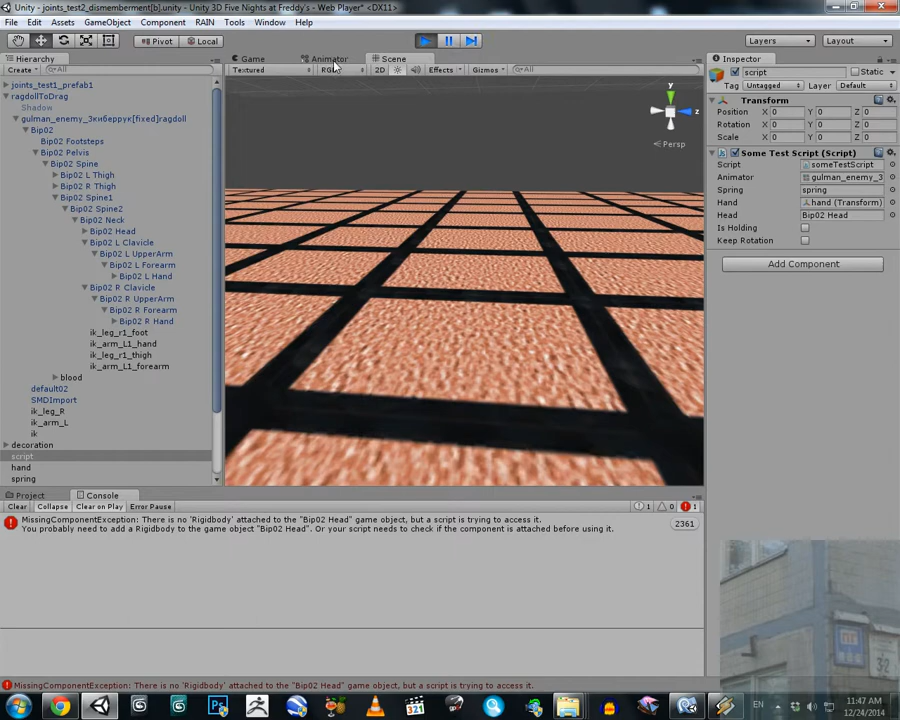 Unity - joints_test2_dismemberment[b].unity - Unity 3D Five Nights at Freddy's - Web Player* <DX11>
File Edit Assets GameObject Component RAIN Tools Window Help
Pivot Local Layers Layout
Hierarchy
Create All
joints_test1_prefab1
ragdollToDrag
Shadow
gulman_enemy_3киберрук[fixed]ragdoll
Bip02
Bip02 Footsteps
Bip02 Pelvis
Bip02 Spine
Bip02 L Thigh
Bip02 R Thigh
Bip02 Spine1
Bip02 Spine2
Bip02 Neck
Bip02 Head
Bip02 L Clavicle
Bip02 L UpperArm
Bip02 L Forearm
Bip02 L Hand
Bip02 R Clavicle
Bip02 R UpperArm
Bip02 R Forearm
Bip02 R Hand
ik_leg_r1_foot
ik_arm_L1_hand
ik_leg_r1_thigh
ik_arm_L1_forearm
blood
default02
SMDImport
ik_leg_R
ik_arm_L
ik
decoration
script
hand
spring
Game Animator Scene
Textured RGB 2D Effects Gizmos All
y
z
Persp
Inspector
script Static
Tag Untagged Layer Default
Transform
Position X 0 Y 0 Z 0
Rotation X 0 Y 0 Z 0
Scale X 0 Y 0 Z 0
Some Test Script (Script)
Script someTestScript
Animator gulman_enemy_3
Spring spring
Hand hand (Transform)
Head Bip02 Head
Is Holding
Keep Rotation
Add Component
Project Console
Clear Collapse Clear on Play Error Pause 1 0 1
MissingComponentException: There is no 'Rigidbody' attached to the "Bip02 Head" game object, but a script is trying to access it.
You probably need to add a Rigidbody to the game object "Bip02 Head". Or your script needs to check if the component is attached before using it.
2361
32
MissingComponentException: There is no 'Rigidbody' attached to the "Bip02 Head" game object, but a script is trying to access it.
321
EN
11:47 AM
12/24/2014